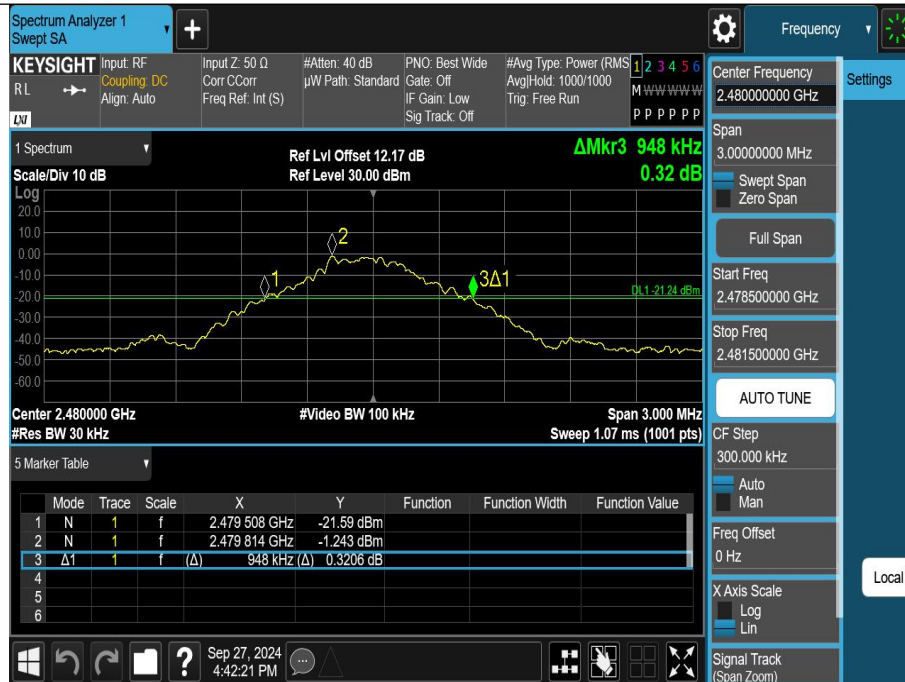 Spectrum Analyzer 1
Swept SA
+
Frequency
KEYSIGHT
RL
LXI
Input: RF
Coupling: DC
Align: Auto
Input Z: 50 Ω
Corr CCorr
Freq Ref: Int (S)
#Atten: 40 dB
µW Path: Standard
PNO: Best Wide
Gate: Off
IF Gain: Low
Sig Track: Off
#Avg Type: Power (RMS
Avg|Hold: 1000/1000
Trig: Free Run
1 2 3 4 5 6
M W W W W W
P P P P P P
1 Spectrum
Scale/Div 10 dB
Ref Lvl Offset 12.17 dB
Ref Level 30.00 dBm
ΔMkr3 948 kHz
0.32 dB
Log
20.0
10.0
0.00
-10.0
-20.0
-30.0
-40.0
-50.0
-60.0
2
1
3Δ1
DL1 -21.24 dBm
Center 2.480000 GHz
#Video BW 100 kHz
Span 3.000 MHz
#Res BW 30 kHz
Sweep 1.07 ms (1001 pts)
5 Marker Table
Mode Trace Scale X Y Function Function Width Function Value
1 N 1 f 2.479 508 GHz -21.59 dBm
2 N 1 f 2.479 814 GHz -1.243 dBm
3 Δ1 1 f (Δ) 948 kHz (Δ) 0.3206 dB
4
5
6
?
Sep 27, 2024
4:42:21 PM
Center Frequency
2.480000000 GHz
Settings
Span
3.00000000 MHz
Swept Span
Zero Span
Full Span
Start Freq
2.478500000 GHz
Stop Freq
2.481500000 GHz
AUTO TUNE
CF Step
300.000 kHz
Auto
Man
Freq Offset
0 Hz
Local
X Axis Scale
Log
Lin
Signal Track
(Span Zoom)